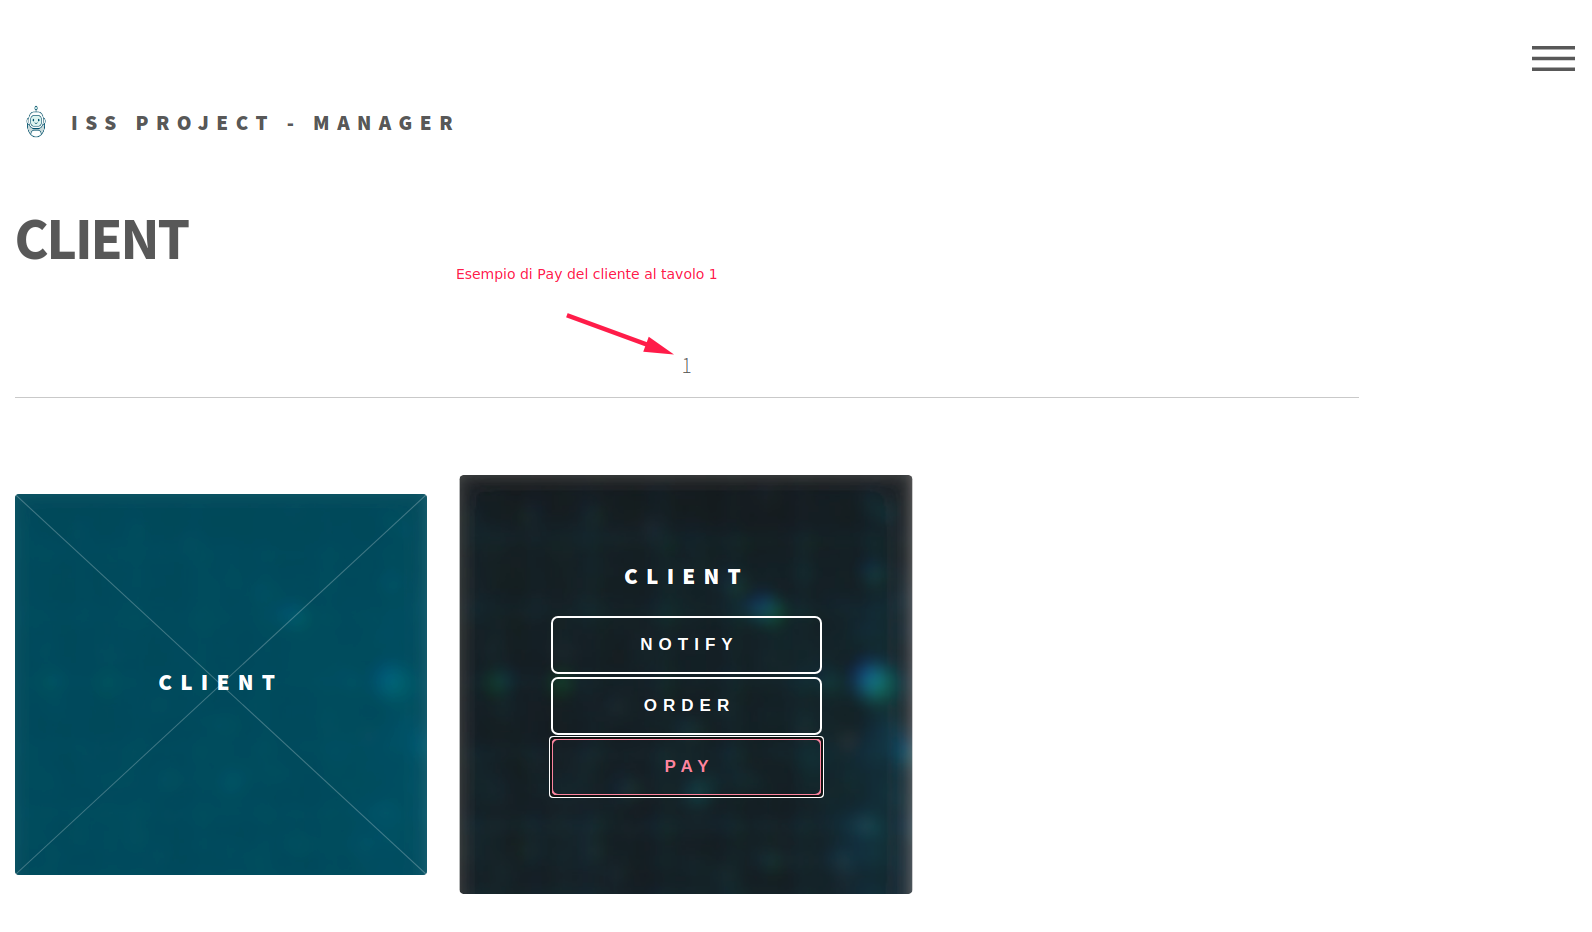 ISS PROJECT - MANAGER
CLIENT
Esempio di Pay del cliente al tavolo 1
1
CLIENT
CLIENT
NOTIFY
ORDER
PAY